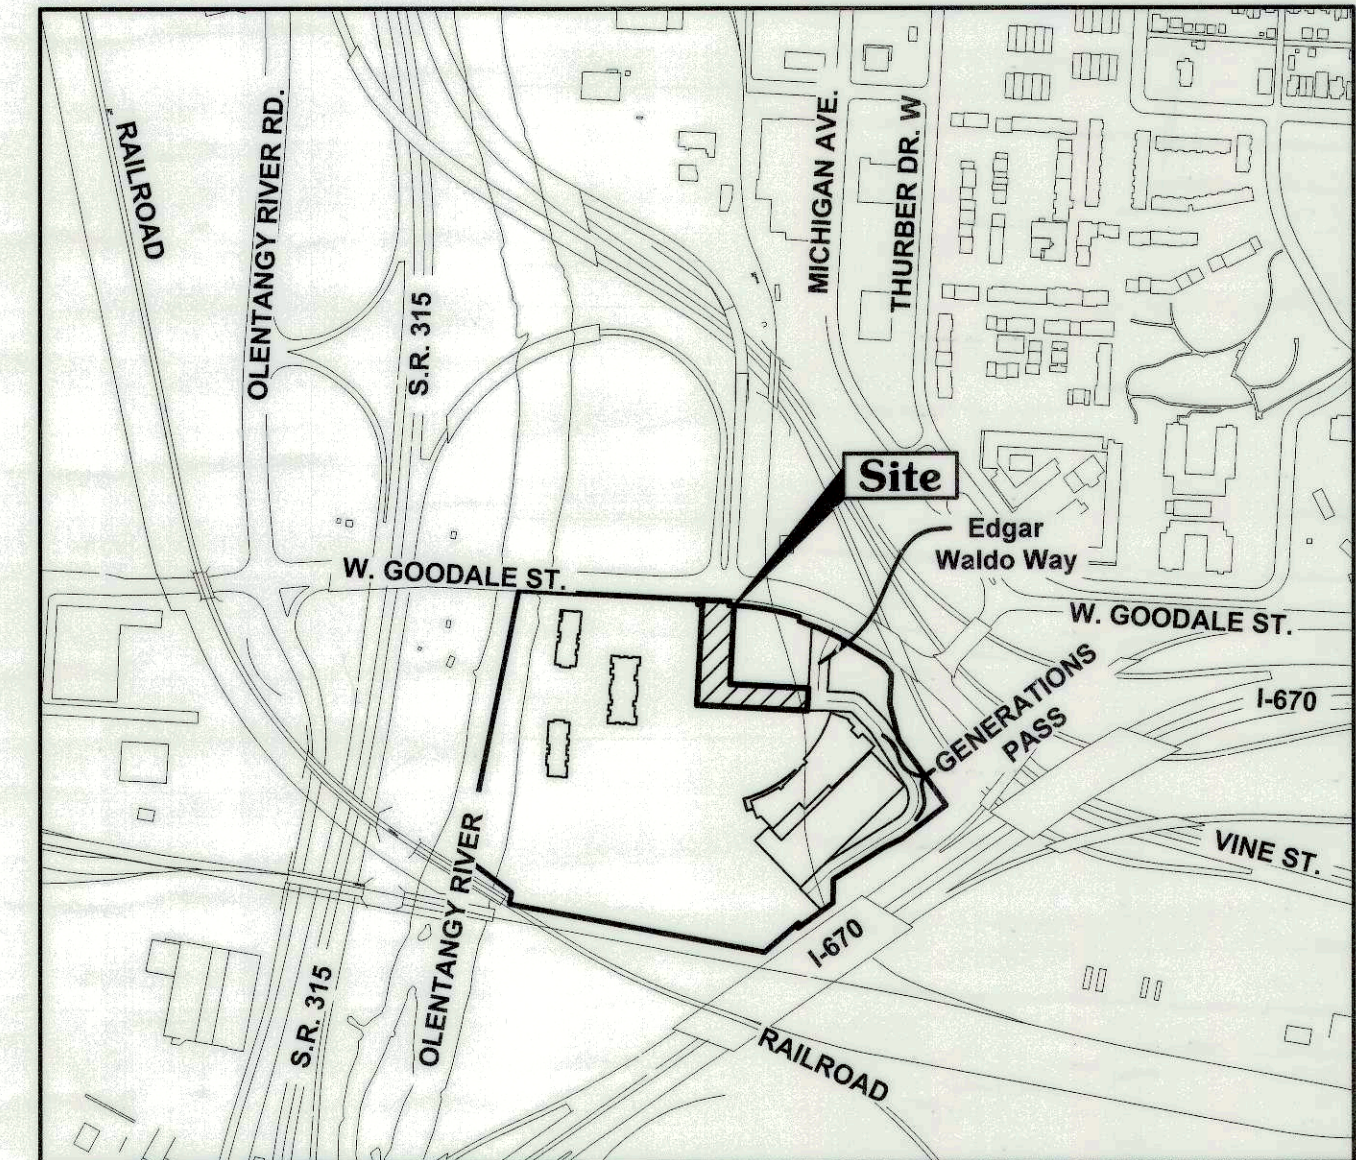 RAILROAD
OLENTANGY RIVER RD.
S.R. 315
MICHIGAN AVE.
THURBER DR. W
Site
Edgar
Waldo Way
W. GOODALE ST.
W. GOODALE ST.
GENERATIONS
PASS
I-670
VINE ST.
OLENTANGY RIVER
I-670
S.R. 315
RAILROAD